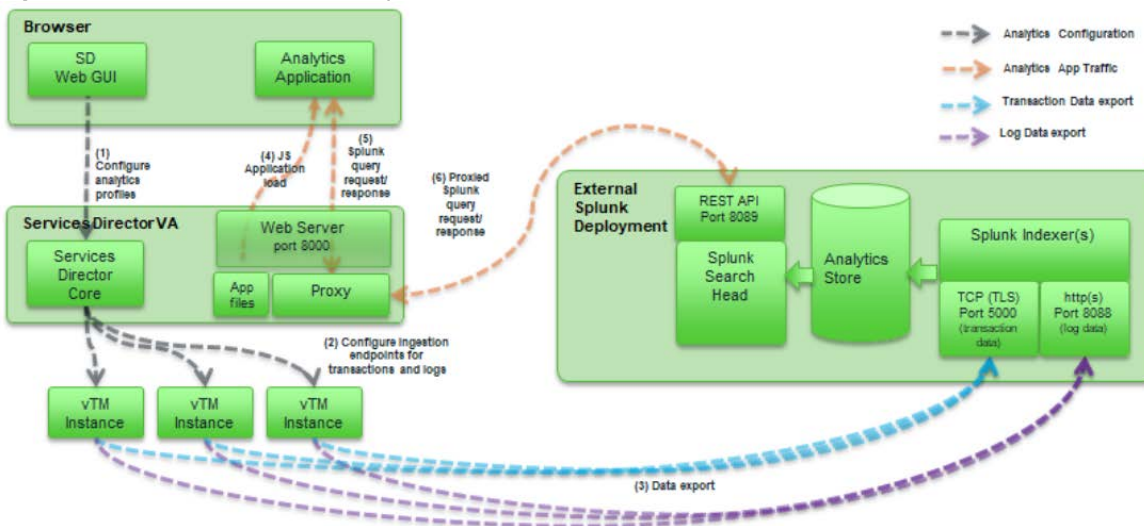 Browser
SD
Web GUI
Analytics
Application
Analytics Configuration
Analytics App Traffic
Transaction Data export
Log Data export
(1)
Configure
analytics
profiles
(4) JS
Application
load
(5)
Splunk
query
request/
response
(6) Proxied
Splunk
query
request/
response
Services Director VA
Services
Director
Core
Web Server
port 8000
App
files
Proxy
(2) Configure ingestion
endpoints for
transactions and logs
vTM
Instance
vTM
Instance
vTM
Instance
External
Splunk
Deployment
REST API
Port 8089
Splunk
Search
Head
Analytics
Store
Splunk Indexer(s)
TCP (TLS)
Port 5000
(transaction
data)
http(s)
Port 8088
(log data)
(3) Data export